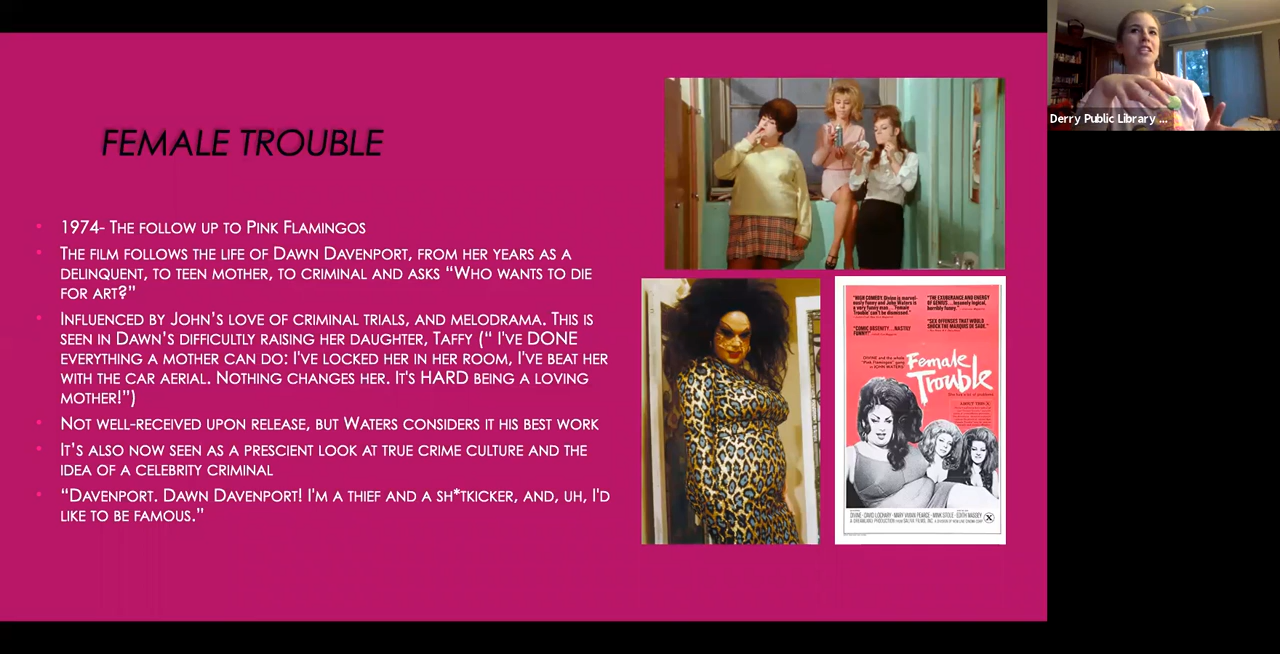 FEMALE TROUBLE
• 1974- THE FOLLOW UP TO PINK FLAMINGOS
• THE FILM FOLLOWS THE LIFE OF DAWN DAVENPORT, FROM HER YEARS AS A
DELINQUENT, TO TEEN MOTHER, TO CRIMINAL AND ASKS “WHO WANTS TO DIE
FOR ART?”
• INFLUENCED BY JOHN’S LOVE OF CRIMINAL TRIALS, AND MELODRAMA. THIS IS
SEEN IN DAWN’S DIFFICULTLY RAISING HER DAUGHTER, TAFFY (“ I'VE DONE
EVERYTHING A MOTHER CAN DO: I'VE LOCKED HER IN HER ROOM, I'VE BEAT HER
WITH THE CAR AERIAL. NOTHING CHANGES HER. IT'S HARD BEING A LOVING
MOTHER!”)
• NOT WELL-RECEIVED UPON RELEASE, BUT WATERS CONSIDERS IT HIS BEST WORK
• IT’S ALSO NOW SEEN AS A PRESCIENT LOOK AT TRUE CRIME CULTURE AND THE
IDEA OF A CELEBRITY CRIMINAL
• “DAVENPORT. DAWN DAVENPORT! I'M A THIEF AND A SH*TKICKER, AND, UH, I'D
LIKE TO BE FAMOUS.”
Female
Trouble
Derry Public Library ...